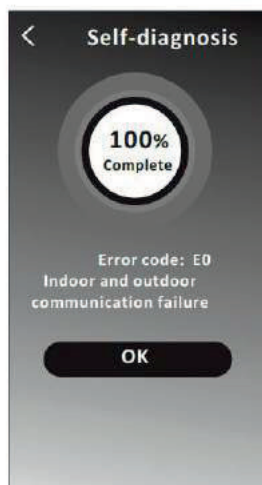 Self-diagnosis
100%
Complete
Error code: E0
Indoor and outdoor
communication failure
OK